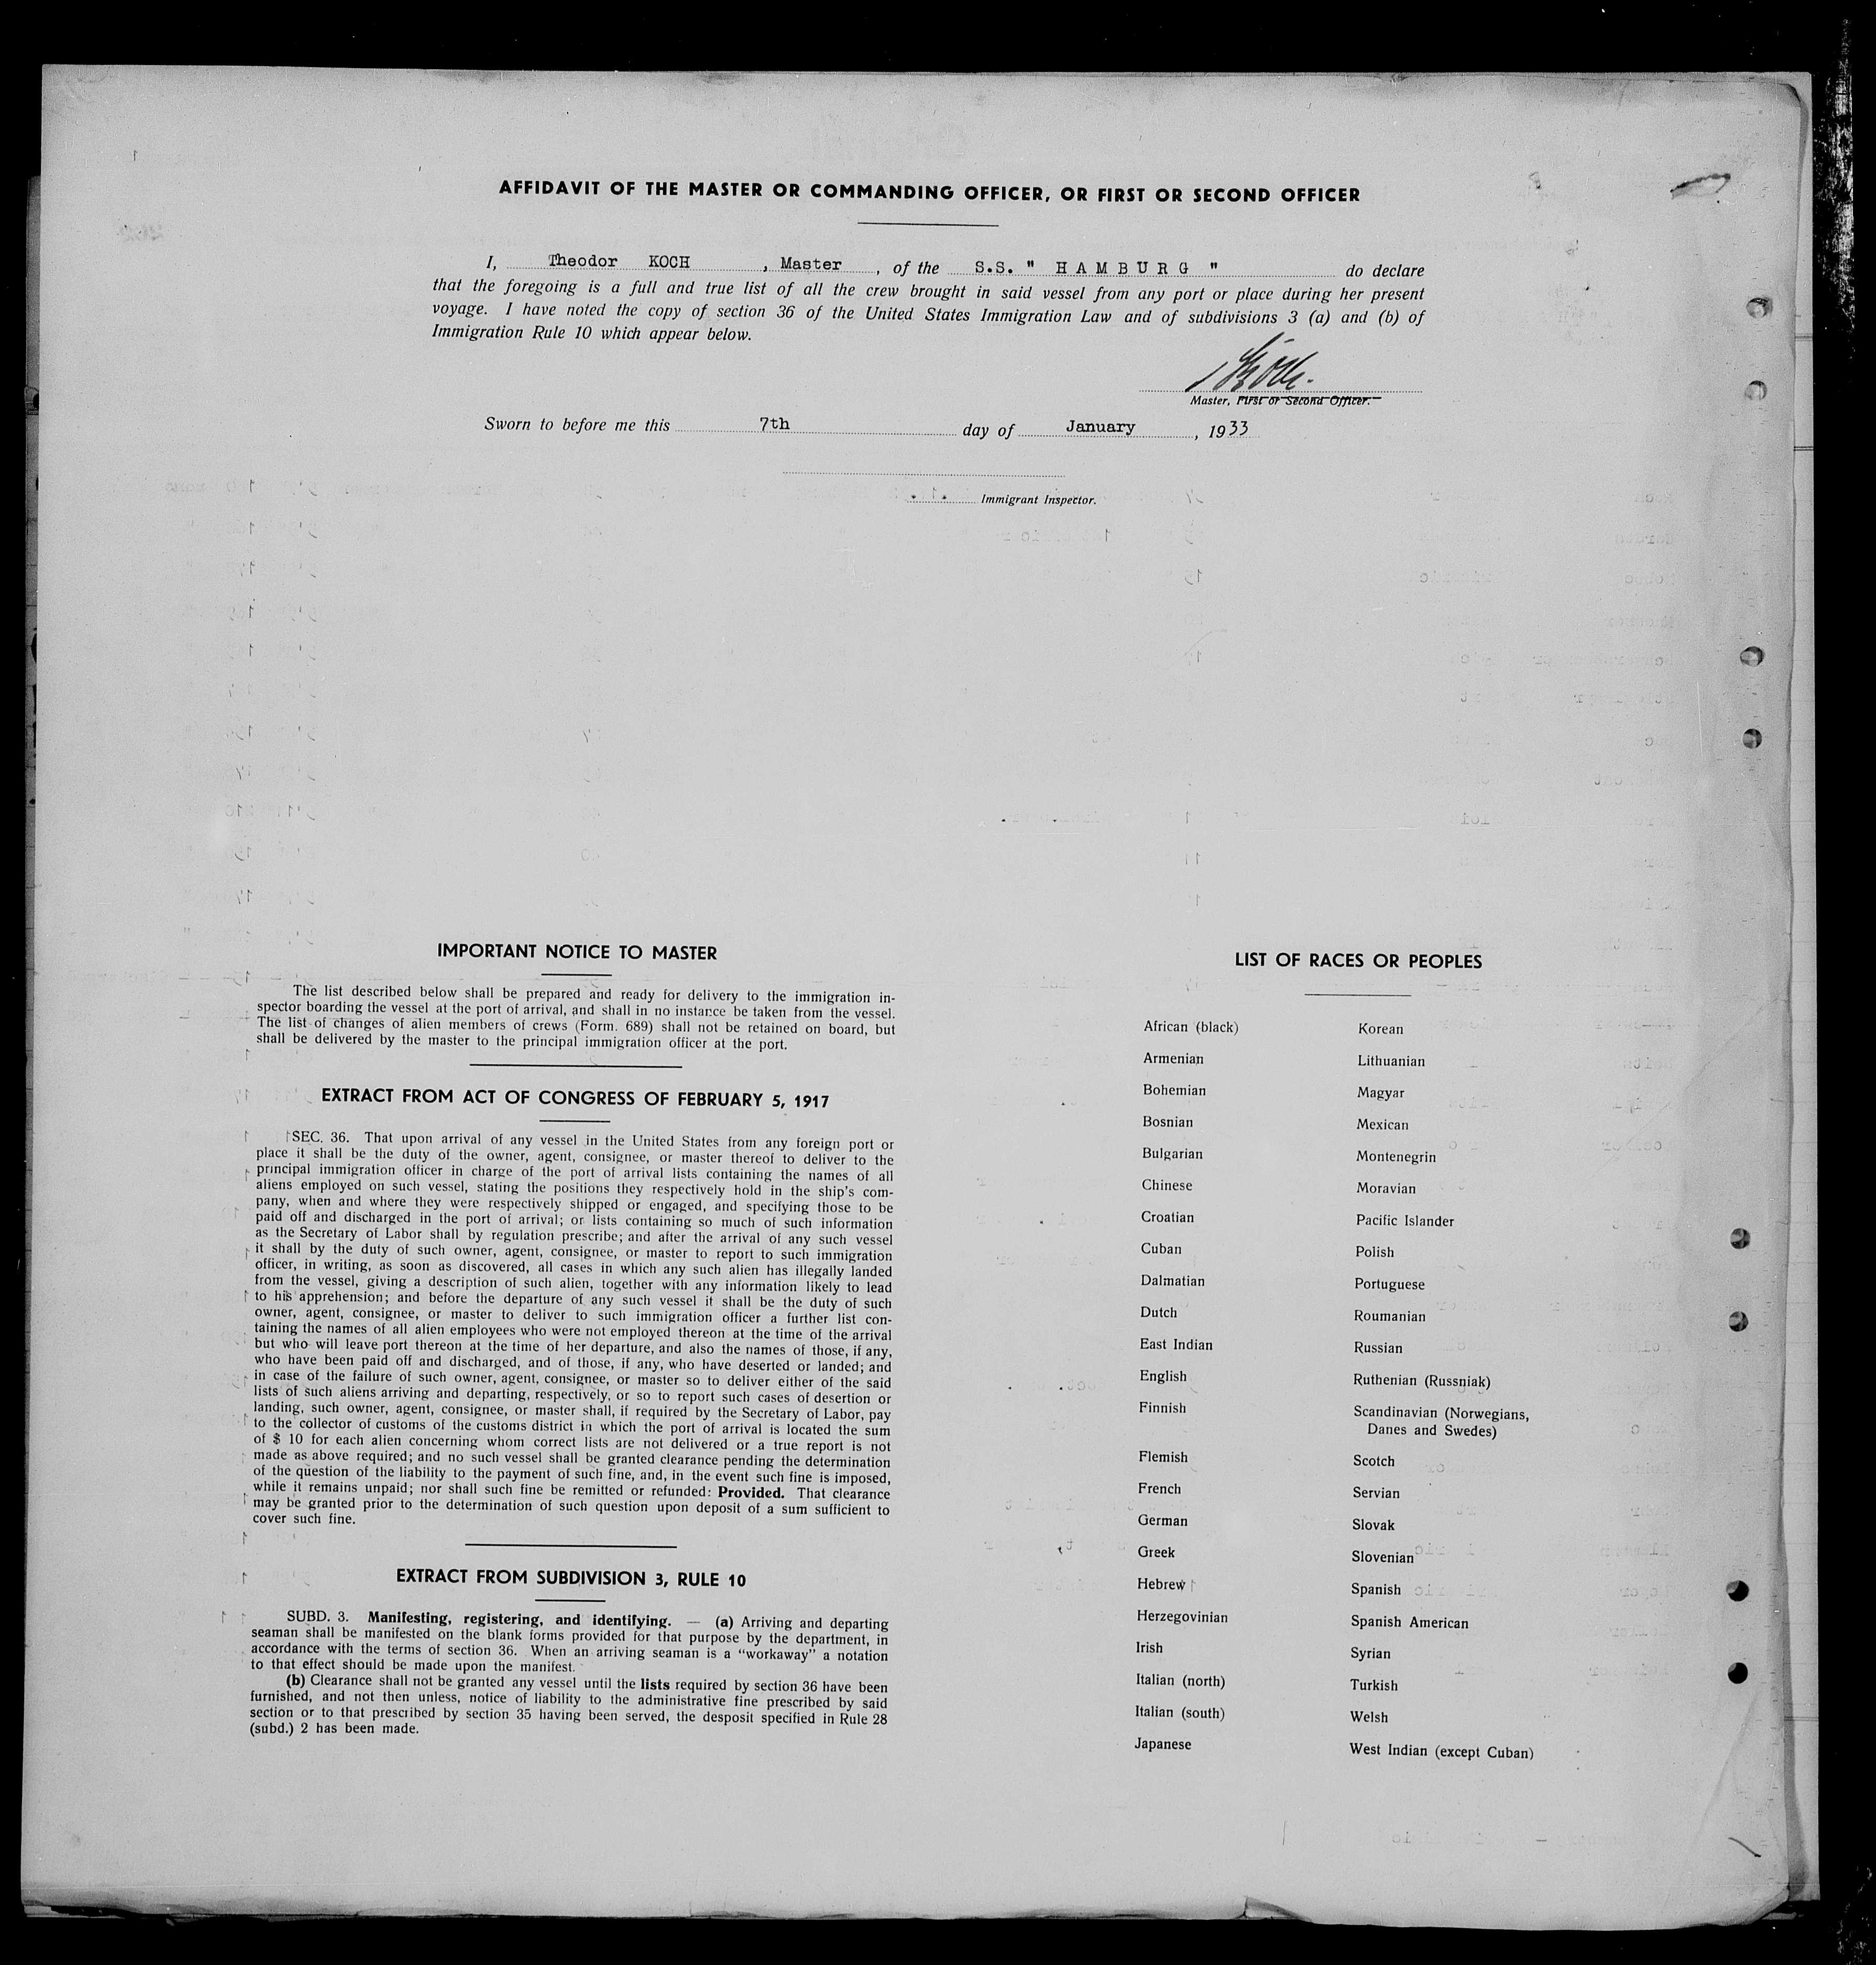 AFFIDAVIT OF THE MASTER OR COMMANDING OFFICER, OR FIRST OR SECOND OFFICER
I, Theodor KOCH, Master, of the S.S. " H A M B U R G " do declare
that the foregoing is a full and true list of all the crew brought in said vessel from any port or place during her present
voyage. I have noted the copy of section 36 of the United States Immigration Law and of subdivisions 3 (a) and (b) of
Immigration Rule 10 which appear below.
Koch.
Master, First or Second Officer.
Sworn to before me this 7th day of January, 1933
Immigrant Inspector.
IMPORTANT NOTICE TO MASTER
The list described below shall be prepared and ready for delivery to the immigration in-
spector boarding the vessel at the port of arrival, and shall in no instance be taken from the vessel.
The list of changes of alien members of crews (Form. 689) shall not be retained on board, but
shall be delivered by the master to the principal immigration officer at the port.
EXTRACT FROM ACT OF CONGRESS OF FEBRUARY 5, 1917
SEC. 36. That upon arrival of any vessel in the United States from any foreign port or
place it shall be the duty of the owner, agent, consignee, or master thereof to deliver to the
principal immigration officer in charge of the port of arrival lists containing the names of all
aliens employed on such vessel, stating the positions they respectively hold in the ship's com-
pany, when and where they were respectively shipped or engaged, and specifying those to be
paid off and discharged in the port of arrival; or lists containing so much of such information
as the Secretary of Labor shall by regulation prescribe; and after the arrival of any such vessel
it shall by the duty of such owner, agent, consignee, or master to report to such immigration
officer, in writing, as soon as discovered, all cases in which any such alien has illegally landed
from the vessel, giving a description of such alien, together with any information likely to lead
to his apprehension; and before the departure of any such vessel it shall be the duty of such
owner, agent, consignee, or master to deliver to such immigration officer a further list con-
taining the names of all alien employees who were not employed thereon at the time of the arrival
but who will leave port thereon at the time of her departure, and also the names of those, if any,
who have been paid off and discharged, and of those, if any, who have deserted or landed; and
in case of the failure of such owner, agent, consignee, or master so to deliver either of the said
lists of such aliens arriving and departing, respectively, or so to report such cases of desertion or
landing, such owner, agent, consignee, or master shall, if required by the Secretary of Labor, pay
to the collector of customs of the customs district in which the port of arrival is located the sum
of $ 10 for each alien concerning whom correct lists are not delivered or a true report is not
made as above required; and no such vessel shall be granted clearance pending the determination
of the question of the liability to the payment of such fine, and, in the event such fine is imposed,
while it remains unpaid; nor shall such fine be remitted or refunded: Provided. That clearance
may be granted prior to the determination of such question upon deposit of a sum sufficient to
cover such fine.
EXTRACT FROM SUBDIVISION 3, RULE 10
SUBD. 3. Manifesting, registering, and identifying. — (a) Arriving and departing
seaman shall be manifested on the blank forms provided for that purpose by the department, in
accordance with the terms of section 36. When an arriving seaman is a "workaway" a notation
to that effect should be made upon the manifest.
(b) Clearance shall not be granted any vessel until the lists required by section 36 have been
furnished, and not then unless, notice of liability to the administrative fine prescribed by said
section or to that prescribed by section 35 having been served, the desposit specified in Rule 28
(subd.) 2 has been made.
LIST OF RACES OR PEOPLES
African (black)
Armenian
Bohemian
Bosnian
Bulgarian
Chinese
Croatian
Cuban
Dalmatian
Dutch
East Indian
English
Finnish
Flemish
French
German
Greek
Hebrew
Herzegovinian
Irish
Italian (north)
Italian (south)
Japanese
Korean
Lithuanian
Magyar
Mexican
Montenegrin
Moravian
Pacific Islander
Polish
Portuguese
Roumanian
Russian
Ruthenian (Russniak)
Scandinavian (Norwegians,
Danes and Swedes)
Scotch
Servian
Slovak
Slovenian
Spanish
Spanish American
Syrian
Turkish
Welsh
West Indian (except Cuban)